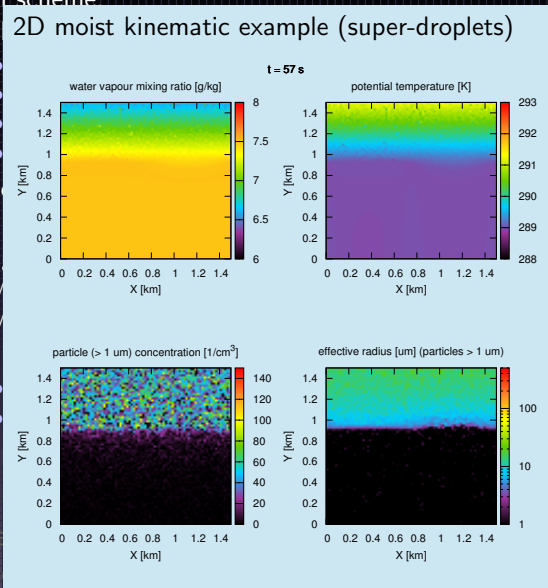 scheme
2D moist kinematic example (super-droplets)
t = 57 s
water vapour mixing ratio [g/kg]
potential temperature [K]
1.4
1.2
1
0.8
0.6
0.4
0.2
0
Y [km]
0 0.2 0.4 0.6 0.8 1 1.2 1.4
X [km]
8
7.5
7
6.5
6
1.4
1.2
1
0.8
0.6
0.4
0.2
0
Y [km]
0 0.2 0.4 0.6 0.8 1 1.2 1.4
X [km]
293
292
291
290
289
288
particle (> 1 um) concentration [1/cm³]
effective radius [um] (particles > 1 um)
1.4
1.2
1
0.8
0.6
0.4
0.2
0
Y [km]
0 0.2 0.4 0.6 0.8 1 1.2 1.4
X [km]
140
120
100
80
60
40
20
0
1.4
1.2
1
0.8
0.6
0.4
0.2
0
Y [km]
0 0.2 0.4 0.6 0.8 1 1.2 1.4
X [km]
100
10
1